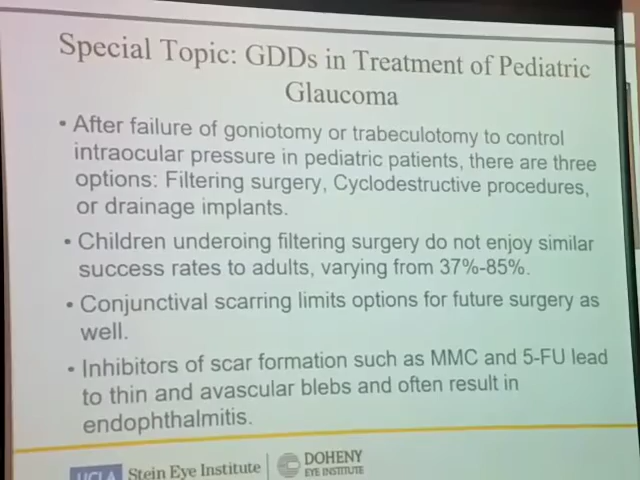 Special Topic: GDDs in Treatment of Pediatric
Glaucoma
• After failure of goniotomy or trabeculotomy to control
intraocular pressure in pediatric patients, there are three
options: Filtering surgery, Cyclodestructive procedures,
or drainage implants.
• Children underoing filtering surgery do not enjoy similar
success rates to adults, varying from 37%-85%.
• Conjunctival scarring limits options for future surgery as
well.
• Inhibitors of scar formation such as MMC and 5-FU lead
to thin and avascular blebs and often result in
endophthalmitis.
UCLA Stein Eye Institute DOHENY
EYE INSTITUTE